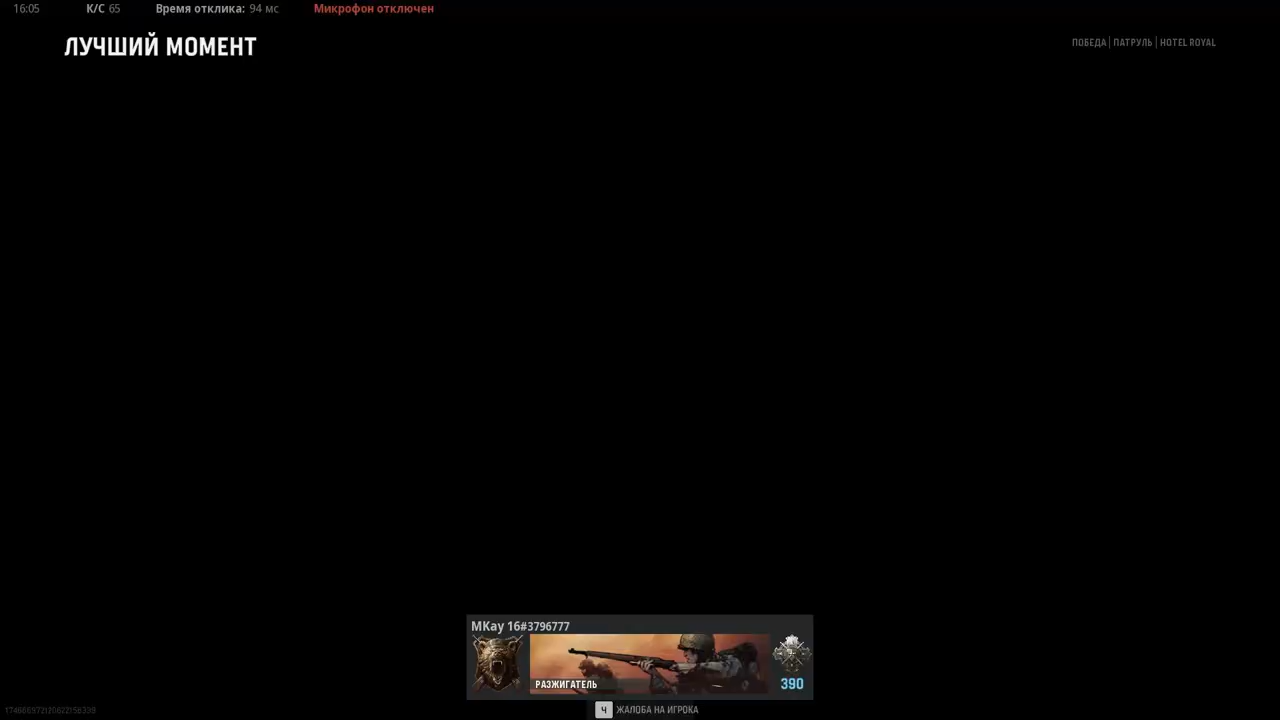 16:05 К/С 65 Время отклика: 94 мс Микрофон отключен
ЛУЧШИЙ МОМЕНТ
ПОБЕДА | ПАТРУЛЬ | HOTEL ROYAL
MKay 16#3796777
РАЗЖИГАТЕЛЬ
390
Ч ЖАЛОБА НА ИГРОКА